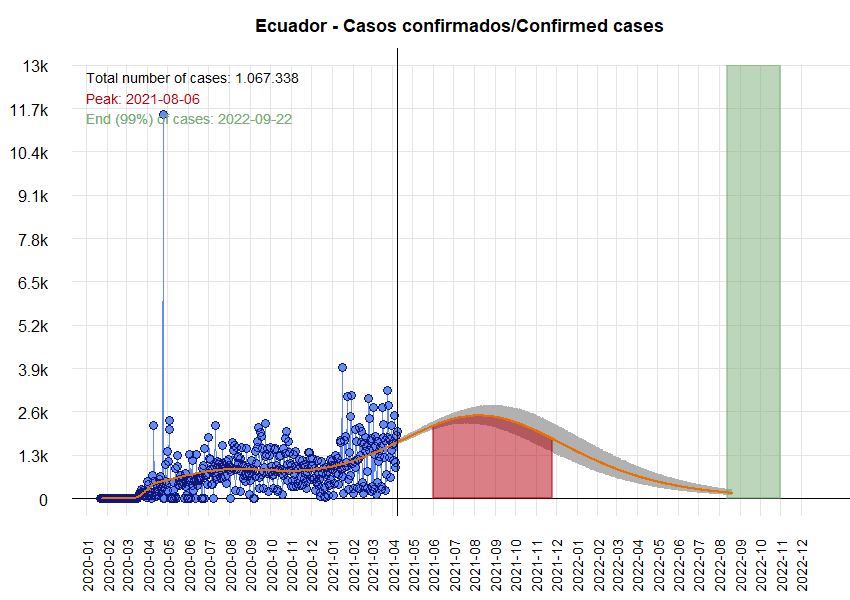 Ecuador - Casos confirmados/Confirmed cases
13k
11.7k
10.4k
9.1k
7.8k
6.5k
5.2k
3.9k
2.6k
1.3k
0
Total number of cases: 1.067.338
Peak: 2021-08-06
End (99%) of cases: 2022-09-22
2020-01
2020-02
2020-03
2020-04
2020-05
2020-06
2020-07
2020-08
2020-09
2020-10
2020-11
2020-12
2021-01
2021-02
2021-03
2021-04
2021-05
2021-06
2021-07
2021-08
2021-09
2021-10
2021-11
2021-12
2022-01
2022-02
2022-03
2022-04
2022-05
2022-06
2022-07
2022-08
2022-09
2022-10
2022-11
2022-12